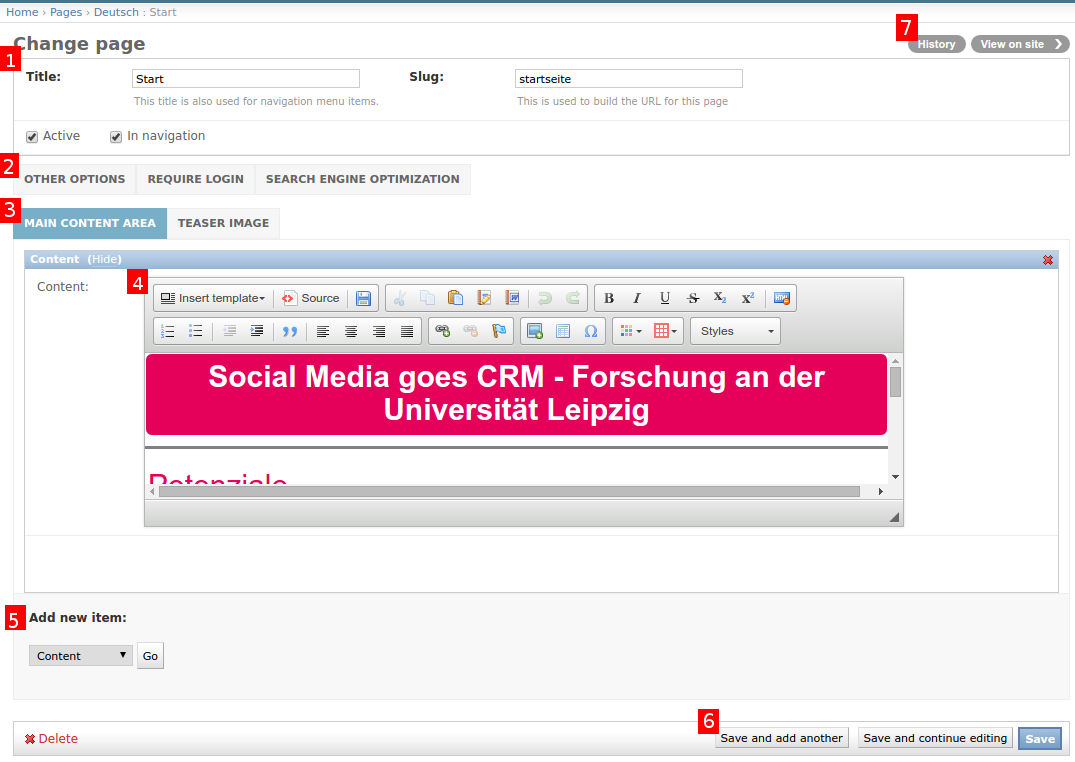 Home › Pages › Deutsch : Start
7
Change page
History
View on site ❯
1
Title:
Start
Slug:
startseite
This title is also used for navigation menu items.
This is used to build the URL for this page
Active
In navigation
2
OTHER OPTIONS
REQUIRE LOGIN
SEARCH ENGINE OPTIMIZATION
3
MAIN CONTENT AREA
TEASER IMAGE
Content (Hide)
Content:
4
Insert template
Source
B I U S X2 x2
HTML
Ω
Styles
Social Media goes CRM - Forschung an der
Universität Leipzig
Potenziale
5
Add new item:
Content
Go
6
Delete
Save and add another
Save and continue editing
Save